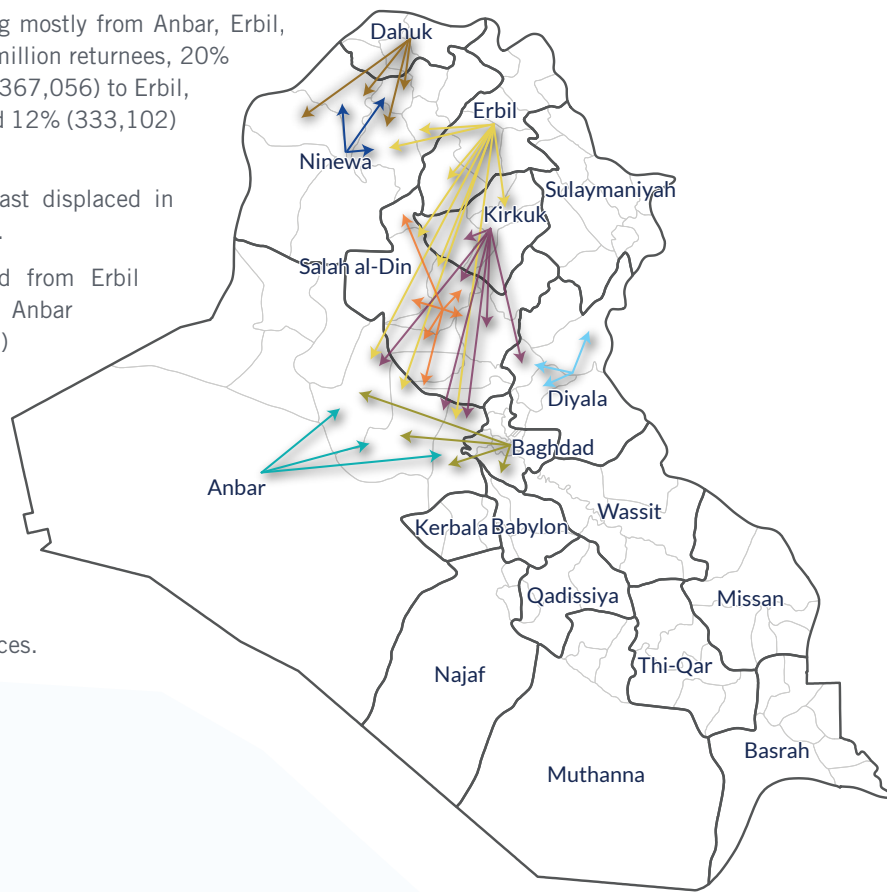 g mostly from Anbar, Erbil,
million returnees, 20%
367,056) to Erbil,
d 12% (333,102)
ast displaced in
.
d from Erbil
Anbar
)
ces.
Dahuk
Erbil
Ninewa
Sulaymaniyah
Kirkuk
Salah al-Din
Diyala
Baghdad
Anbar
Wassit
Kerbala
Babylon
Qadissiya
Missan
Thi-Qar
Najaf
Basrah
Muthanna